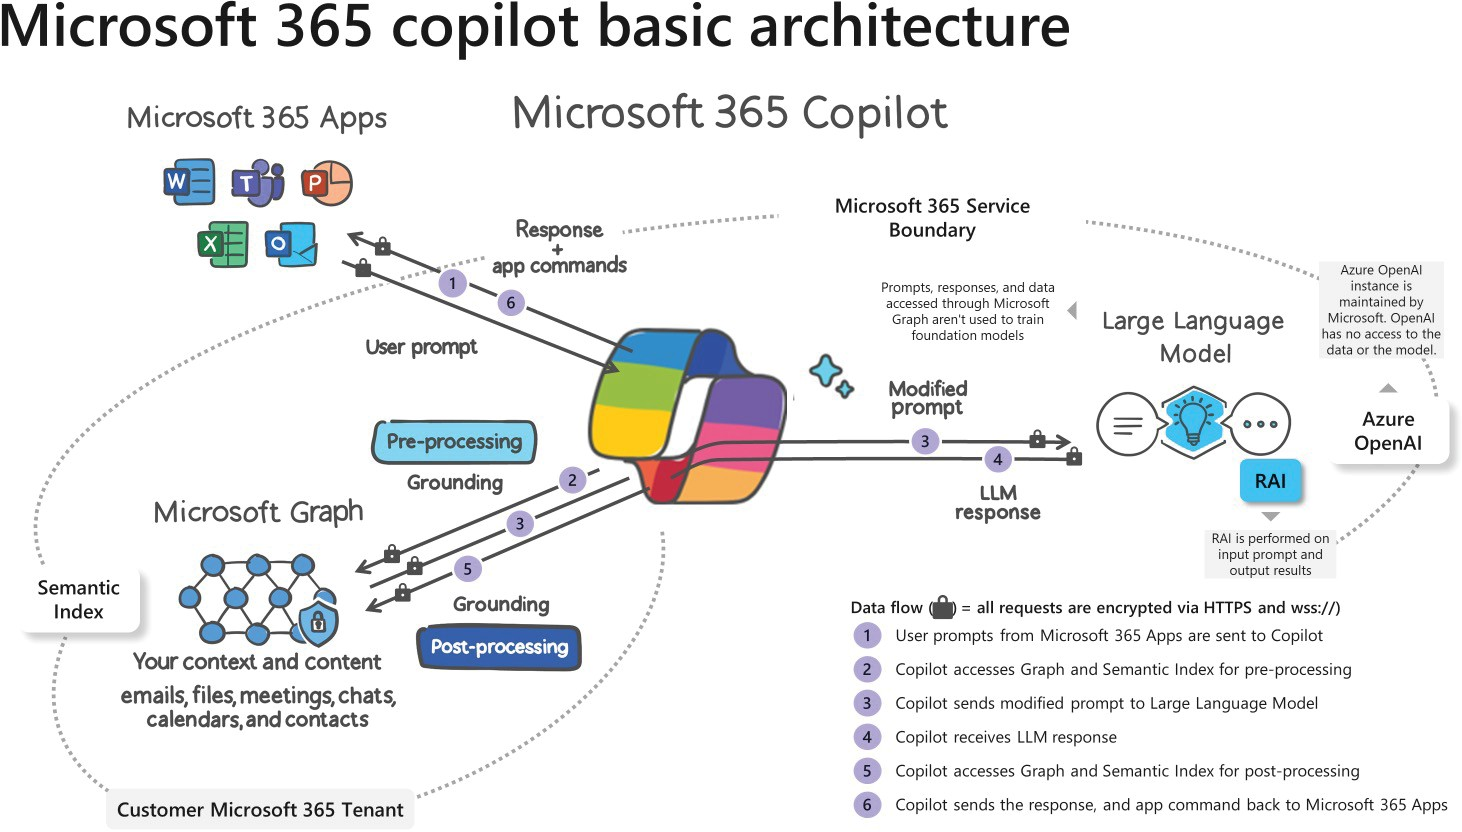 Microsoft 365 copilot basic architecture
Microsoft 365 Apps
Microsoft 365 Copilot
W
T
P
X
O
Response
+
app commands
1
6
User prompt
Microsoft 365 Service
Boundary
Prompts, responses, and data
accessed through Microsoft
Graph aren't used to train
foundation models
Large Language
Model
Azure OpenAI
instance is
maintained by
Microsoft. OpenAI
has no access to the
data or the model.
Azure
OpenAI
Modified
prompt
3
4
LLM
response
RAI
RAI is performed on
input prompt and
output results
Pre-processing
Grounding
2
3
5
Microsoft Graph
Semantic
Index
Grounding
Post-processing
Your context and content
emails, files, meetings, chats,
calendars, and contacts
Customer Microsoft 365 Tenant
Data flow ( = all requests are encrypted via HTTPS and wss://)
1 User prompts from Microsoft 365 Apps are sent to Copilot
2 Copilot accesses Graph and Semantic Index for pre-processing
3 Copilot sends modified prompt to Large Language Model
4 Copilot receives LLM response
5 Copilot accesses Graph and Semantic Index for post-processing
6 Copilot sends the response, and app command back to Microsoft 365 Apps